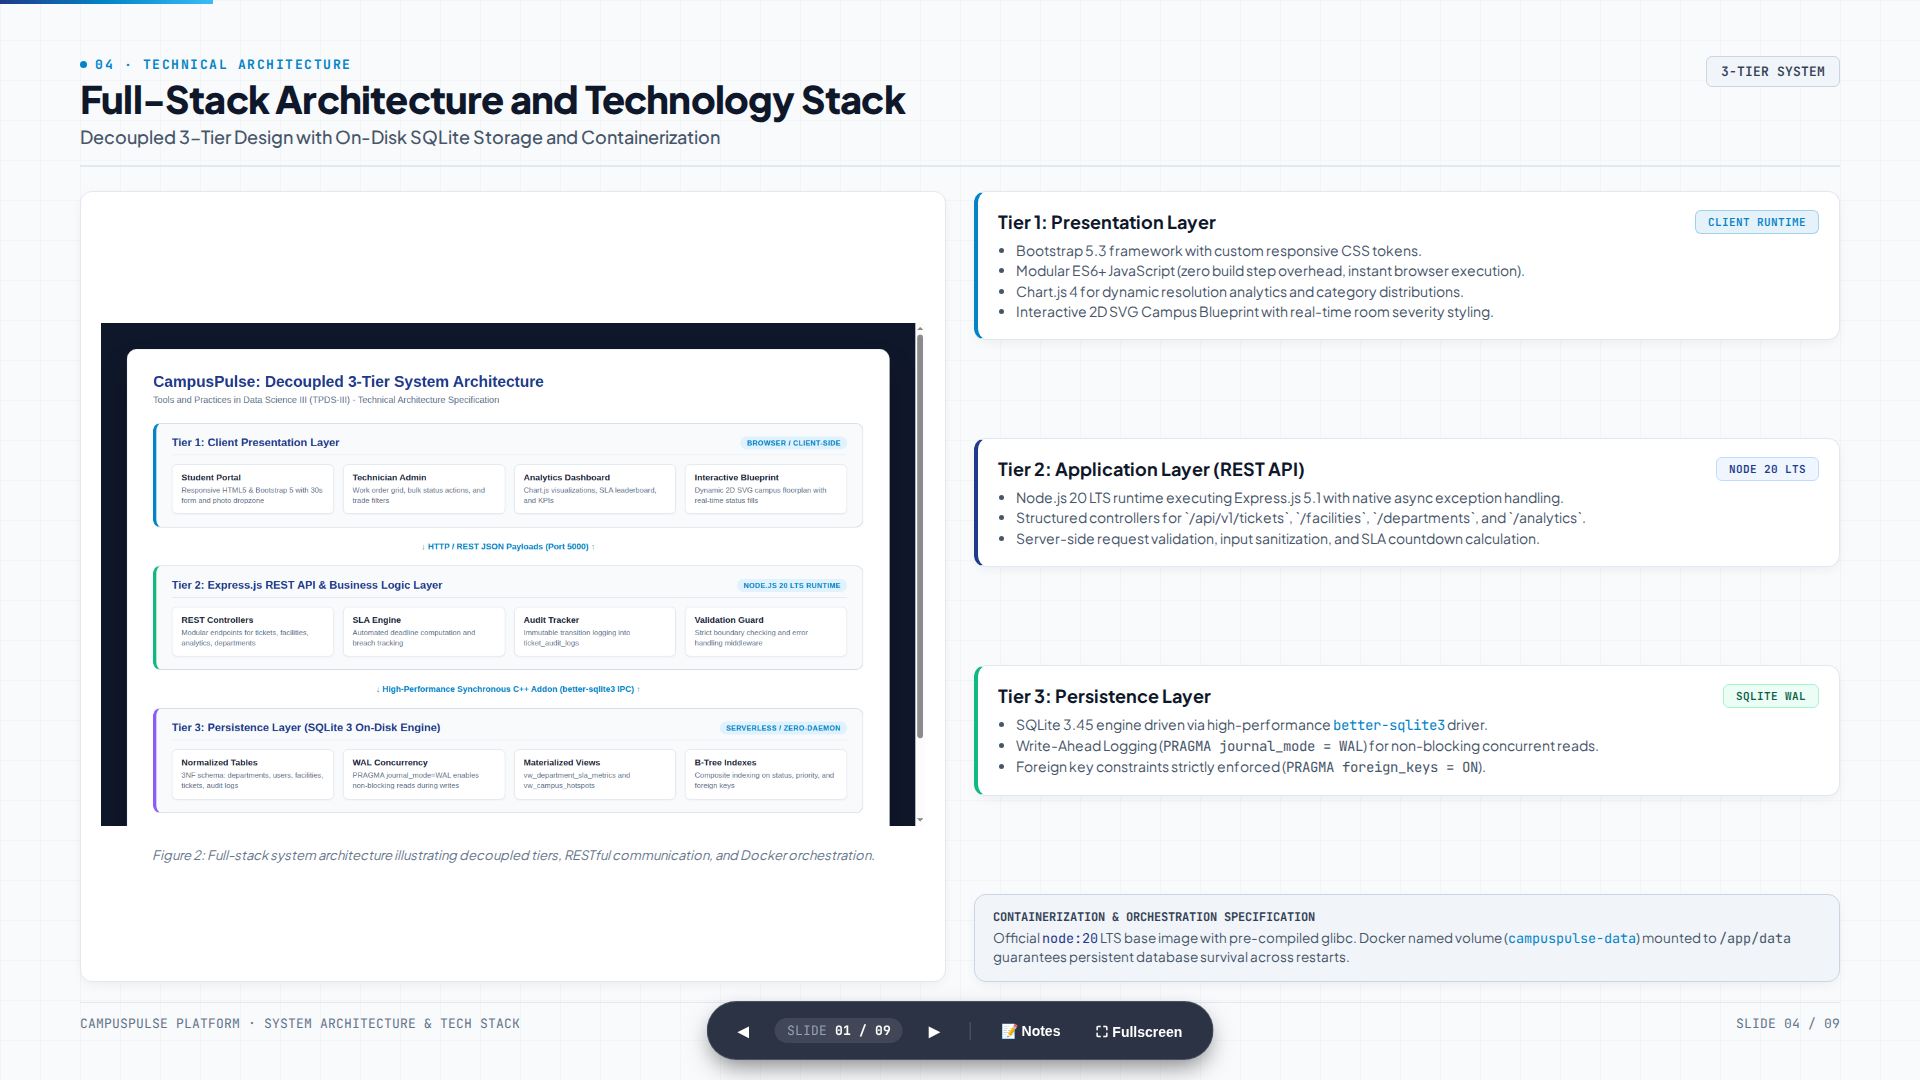 04 · TECHNICAL ARCHITECTURE
Full-Stack Architecture and Technology Stack
Decoupled 3-Tier Design with On-Disk SQLite Storage and Containerization
3-TIER SYSTEM
CampusPulse: Decoupled 3-Tier System Architecture
Tools and Practices in Data Science III (TPDS-III) - Technical Architecture Specification
Tier 1: Client Presentation Layer
BROWSER / CLIENT-SIDE
Student Portal
Responsive HTML5 & Bootstrap 5 with 30s
form and photo dropzone
Technician Admin
Work order grid, bulk status actions, and
trade filters
Analytics Dashboard
Chart.js visualizations, SLA leaderboard,
and KPIs
Interactive Blueprint
Dynamic 2D SVG campus floorplan with
real-time status fills
↓ HTTP / REST JSON Payloads (Port 5000) ↑
Tier 2: Express.js REST API & Business Logic Layer
NODE.JS 20 LTS RUNTIME
REST Controllers
Modular endpoints for tickets, facilities,
analytics, departments
SLA Engine
Automated deadline computation and
breach tracking
Audit Tracker
Immutable transition logging into
ticket_audit_logs
Validation Guard
Strict boundary checking and error
handling middleware
↓ High-Performance Synchronous C++ Addon (better-sqlite3 IPC) ↑
Tier 3: Persistence Layer (SQLite 3 On-Disk Engine)
SERVERLESS / ZERO-DAEMON
Normalized Tables
3NF schema: departments, users, facilities,
tickets, audit logs
WAL Concurrency
PRAGMA journal_mode=WAL enables
non-blocking reads during writes
Materialized Views
vw_department_sla_metrics and
vw_campus_hotspots
B-Tree Indexes
Composite indexing on status, priority, and
foreign keys
Figure 2: Full-stack system architecture illustrating decoupled tiers, RESTful communication, and Docker orchestration.
Tier 1: Presentation Layer
CLIENT RUNTIME
• Bootstrap 5.3 framework with custom responsive CSS tokens.
• Modular ES6+ JavaScript (zero build step overhead, instant browser execution).
• Chart.js 4 for dynamic resolution analytics and category distributions.
• Interactive 2D SVG Campus Blueprint with real-time room severity styling.
Tier 2: Application Layer (REST API)
NODE 20 LTS
• Node.js 20 LTS runtime executing Express.js 5.1 with native async exception handling.
• Structured controllers for `/api/v1/tickets`, `/facilities`, `/departments`, and `/analytics`.
• Server-side request validation, input sanitization, and SLA countdown calculation.
Tier 3: Persistence Layer
SQLITE WAL
• SQLite 3.45 engine driven via high-performance better-sqlite3 driver.
• Write-Ahead Logging (PRAGMA journal_mode = WAL) for non-blocking concurrent reads.
• Foreign key constraints strictly enforced (PRAGMA foreign_keys = ON).
CONTAINERIZATION & ORCHESTRATION SPECIFICATION
Official node:20 LTS base image with pre-compiled glibc. Docker named volume (campuspulse-data) mounted to /app/data
guarantees persistent database survival across restarts.
CAMPUSPULSE PLATFORM · SYSTEM ARCHITECTURE & TECH STACK
◀ SLIDE 01 / 09 ▶ 📝 Notes ⛶ Fullscreen
SLIDE 04 / 09